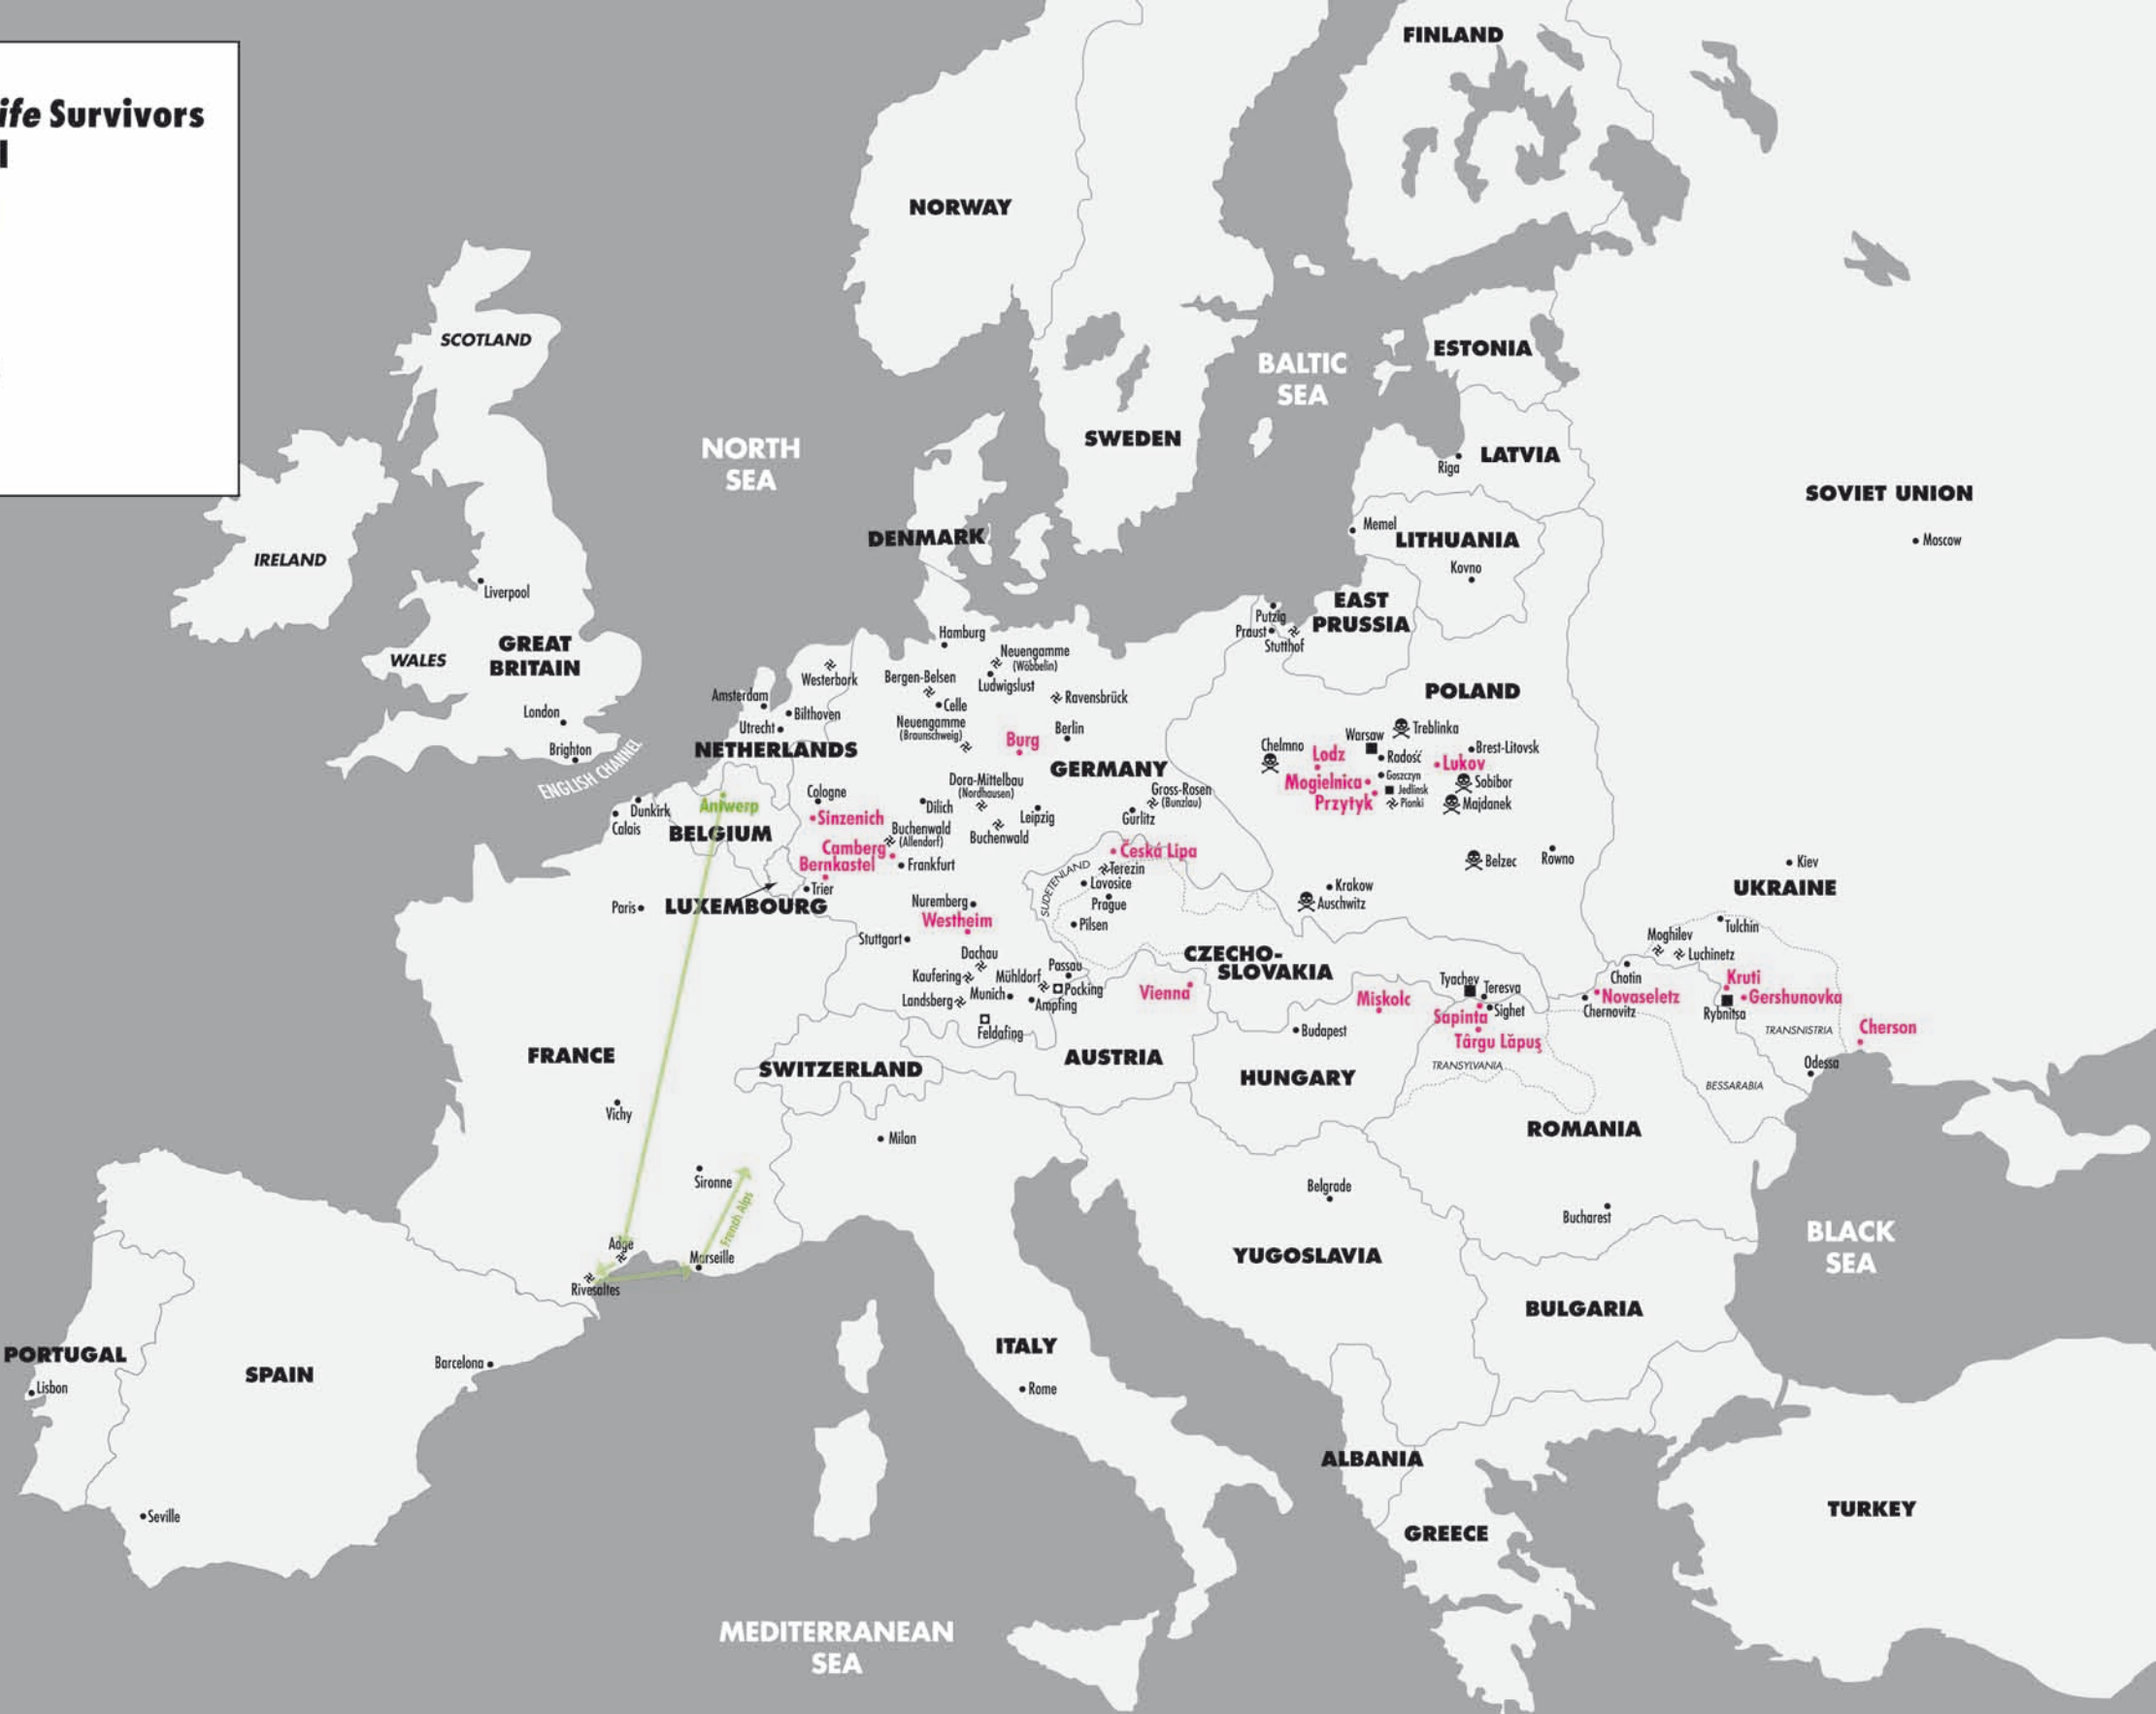 ife Survivors
FINLAND
NORWAY
SCOTLAND
ESTONIA
BALTIC
SEA
SWEDEN
NORTH
SEA
LATVIA
Riga
SOVIET UNION
Moscow
DENMARK
Memel
LITHUANIA
Kovno
IRELAND
Liverpool
EAST
PRUSSIA
Putzig
Praust
Stutthof
Hamburg
GREAT
BRITAIN
WALES
Neuengamme
(Wöbbelin)
Westerbork
Bergen-Belsen
Ludwigslust
POLAND
Amsterdam
Ravensbrück
Celle
London
Bilthoven
Utrecht
Neuengamme
(Braunschweig)
Berlin
Treblinka
Warsaw
Burg
Brighton
ENGLISH CHANNEL
NETHERLANDS
Chelmno
Lodz
Radość
Brest-Litovsk
Lukov
GERMANY
Dora-Mittelbau
(Nordhausen)
Mogielnica
Goszczyn
Sobibor
Gross-Rosen
(Bunzlau)
Jedlinsk
Cologne
Przytyk
Pionki
Majdanek
Antwerp
Dilich
Dunkirk
Calais
Sinzenich
Leipzig
Gurlitz
BELGIUM
Buchenwald
(Allendorf)
Buchenwald
Camberg
Česká Lípa
Bernkastel
Frankfurt
SUDETENLAND
Terezin
Belzec
Rowno
Kiev
Trier
Lovosice
Krakow
UKRAINE
Paris
LUXEMBOURG
Nuremberg
Prague
Auschwitz
Westheim
Pilsen
Tulchin
Stuttgart
Moghilev
Dachau
CZECHO-
SLOVAKIA
Luchinetz
Kaufering
Mühldorf
Passau
Tyachev
Chotin
Kruti
Pocking
Teresva
Landsberg
Munich
Ampfing
Vienna
Miskolc
Novaseletz
Gershunovka
Sapinta
Sighet
Chernovitz
Rybnitsa
Feldafing
Budapest
TRANSNISTRIA
Cherson
Târgu Lăpuş
FRANCE
AUSTRIA
SWITZERLAND
HUNGARY
TRANSYLVANIA
Odessa
BESSARABIA
Vichy
ROMANIA
Milan
Sironne
Belgrade
French Alps
Bucharest
BLACK
SEA
Agde
Marseille
YUGOSLAVIA
Rivesaltes
BULGARIA
ITALY
PORTUGAL
SPAIN
Barcelona
Lisbon
Rome
ALBANIA
TURKEY
Seville
GREECE
MEDITERRANEAN
SEA